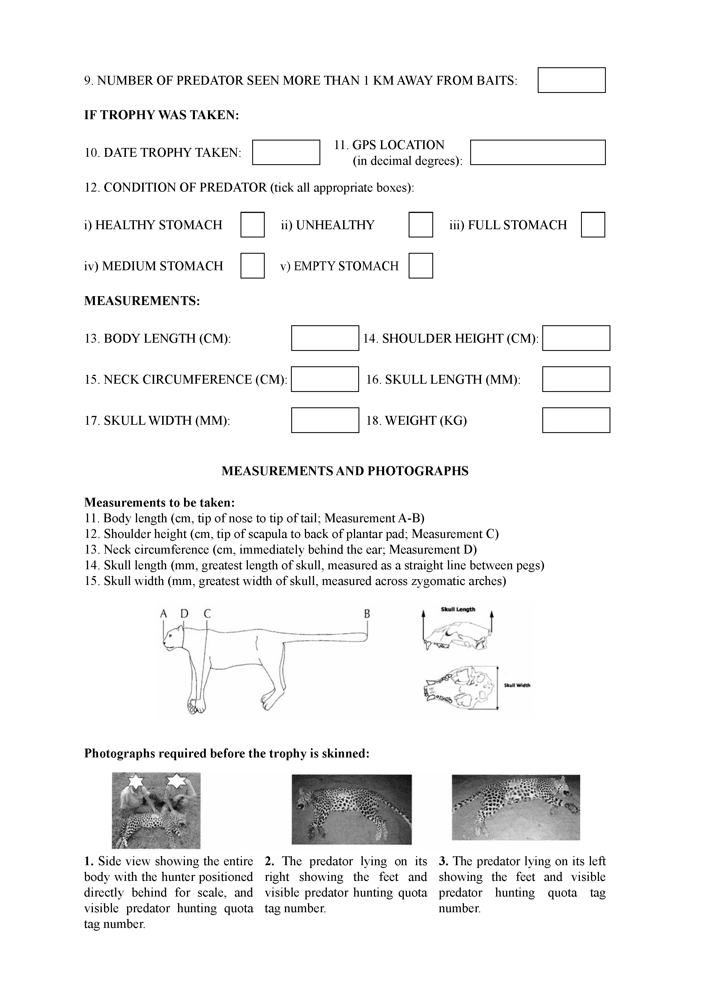 9. NUMBER OF PREDATOR SEEN MORE THAN 1 KM AWAY FROM BAITS:
IF TROPHY WAS TAKEN:
10. DATE TROPHY TAKEN:
11. GPS LOCATION
(in decimal degrees):
12. CONDITION OF PREDATOR (tick all appropriate boxes):
i) HEALTHY STOMACH ii) UNHEALTHY iii) FULL STOMACH
iv) MEDIUM STOMACH v) EMPTY STOMACH
MEASUREMENTS:
13. BODY LENGTH (CM): 14. SHOULDER HEIGHT (CM):
15. NECK CIRCUMFERENCE (CM): 16. SKULL LENGTH (MM):
17. SKULL WIDTH (MM): 18. WEIGHT (KG)
MEASUREMENTS AND PHOTOGRAPHS
Measurements to be taken:
11. Body length (cm, tip of nose to tip of tail; Measurement A-B)
12. Shoulder height (cm, tip of scapula to back of plantar pad; Measurement C)
13. Neck circumference (cm, immediately behind the ear; Measurement D)
14. Skull length (mm, greatest length of skull, measured as a straight line between pegs)
15. Skull width (mm, greatest width of skull, measured across zygomatic arches)
A D C B
Skull Length
Skull Width
Photographs required before the trophy is skinned:
1. Side view showing the entire
body with the hunter positioned
directly behind for scale, and
visible predator hunting quota
tag number.
2. The predator lying on its
right showing the feet and
visible predator hunting quota
tag number.
3. The predator lying on its left
showing the feet and visible
predator hunting quota tag
number.